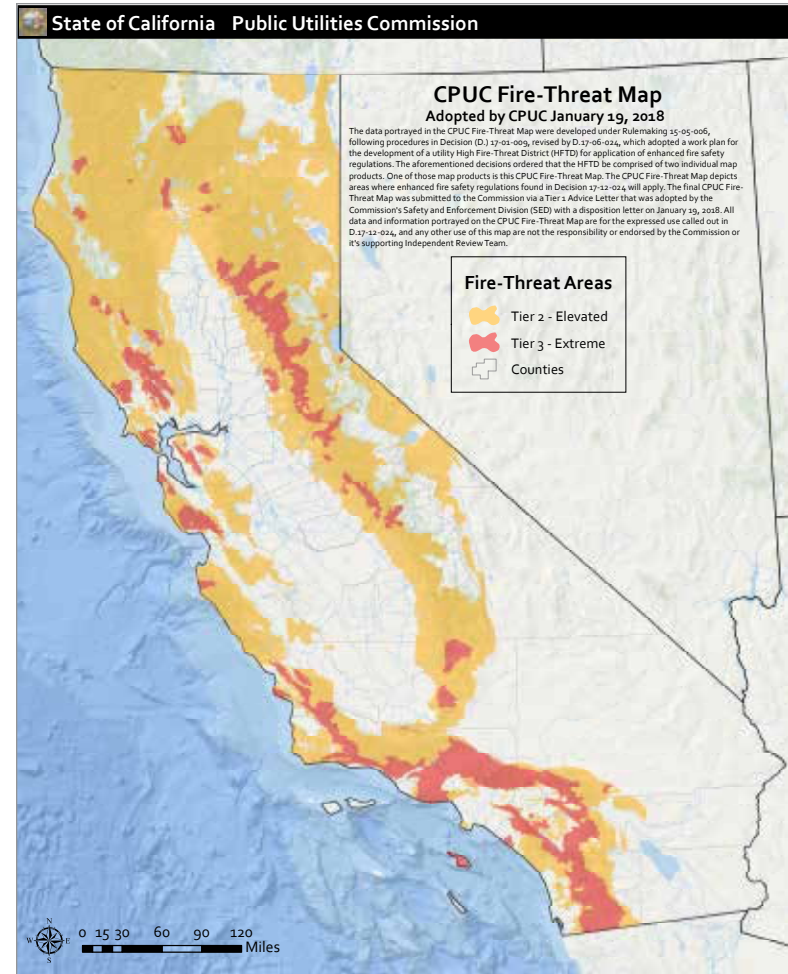 State of California Public Utilities Commission
CPUC Fire-Threat Map
Adopted by CPUC January 19, 2018
The data portrayed in the CPUC Fire-Threat Map were developed under Rulemaking 15-05-006,
following procedures in Decision (D.) 17-01-009, revised by D.17-06-024, which adopted a work plan for
the development of a utility High Fire-Threat District (HFTD) for application of enhanced fire safety
regulations. The aforementioned decisions ordered that the HFTD be comprised of two individual map
products. One of those map products is this CPUC Fire-Threat Map. The CPUC Fire-Threat Map depicts
areas where enhanced fire safety regulations found in Decision 17-12-024 will apply. The final CPUC Fire-
Threat Map was submitted to the Commission via a Tier 1 Advice Letter that was adopted by the
Commission's Safety and Enforcement Division (SED) with a disposition letter on January 19, 2018. All
data and information portrayed on the CPUC Fire-Threat Map are for the expressed use called out in
D.17-12-024, and any other use of this map are not the responsibility or endorsed by the Commission or
it's supporting Independent Review Team.
Fire-Threat Areas
Tier 2 - Elevated
Tier 3 - Extreme
Counties
N
W E
S
0 15 30 60 90 120
Miles